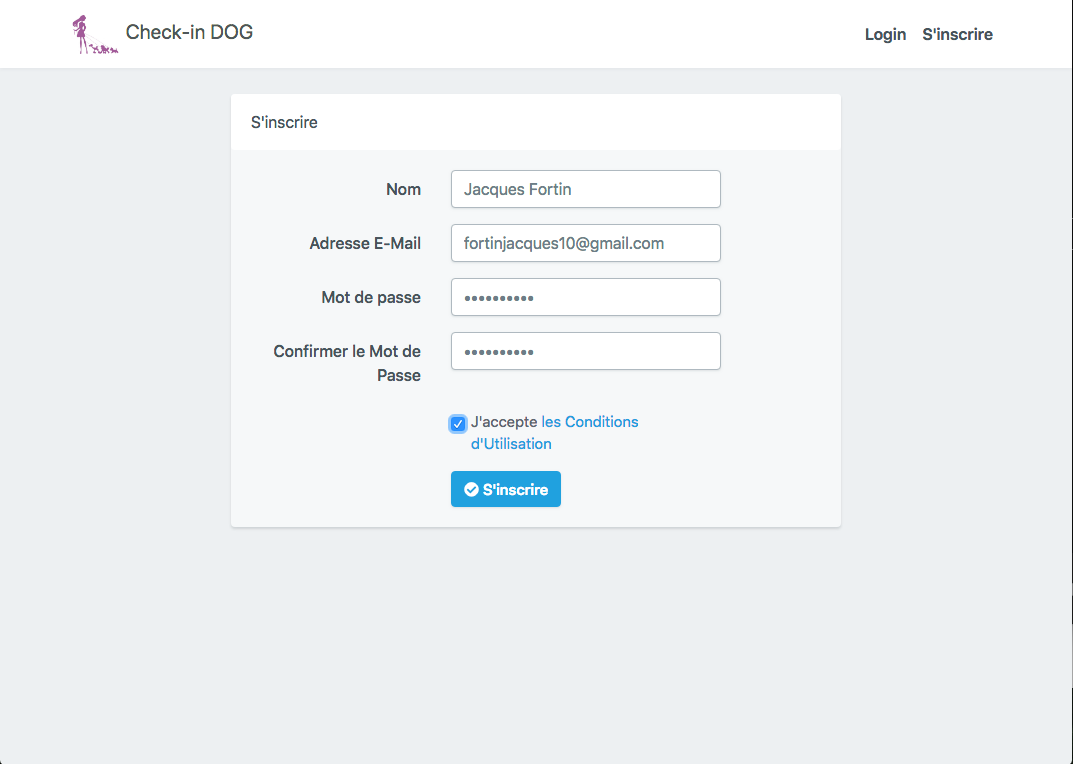 Check-in DOG
Login S'inscrire
S'inscrire
Nom Jacques Fortin
Adresse E-Mail fortinjacques10@gmail.com
Mot de passe ••••••••••
Confirmer le Mot de ••••••••••
Passe
J'accepte les Conditions
d'Utilisation
S'inscrire